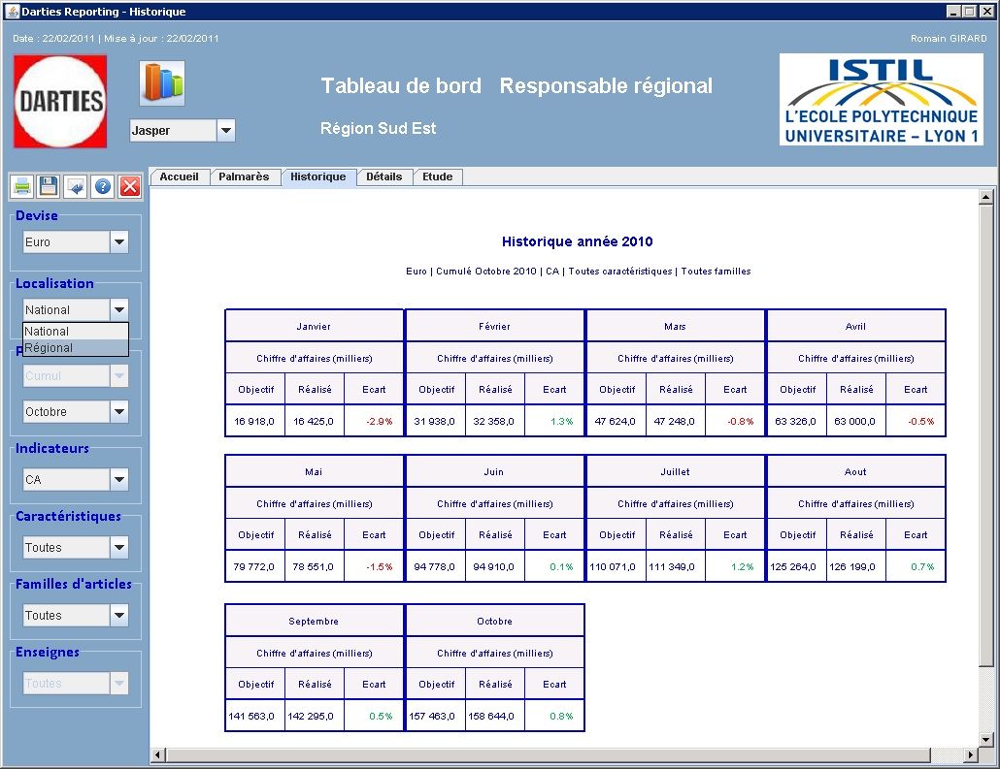 Darties Reporting - Historique
Date : 22/02/2011 | Mise à jour : 22/02/2011
Romain GIRARD
DARTIES
Jasper
Tableau de bord Responsable régional
Région Sud Est
ISTIL
L'ECOLE POLYTECHNIQUE
UNIVERSITAIRE – LYON 1
Accueil Palmarès Historique Détails Etude
Devise
Euro
Localisation
National
National
Régional
P
Cumul
Octobre
Indicateurs
CA
Caractéristiques
Toutes
Familles d'articles
Toutes
Enseignes
Toutes
Historique année 2010
Euro | Cumulé Octobre 2010 | CA | Toutes caractéristiques | Toutes familles
Janvier Février Mars Avril
Chiffre d'affaires (milliers) Chiffre d'affaires (milliers) Chiffre d'affaires (milliers) Chiffre d'affaires (milliers)
Objectif Réalisé Ecart Objectif Réalisé Ecart Objectif Réalisé Ecart Objectif Réalisé Ecart
16 918,0 16 425,0 -2.9% 31 938,0 32 358,0 1.3% 47 624,0 47 248,0 -0.8% 63 326,0 63 000,0 -0.5%
Mai Juin Juillet Aout
Chiffre d'affaires (milliers) Chiffre d'affaires (milliers) Chiffre d'affaires (milliers) Chiffre d'affaires (milliers)
Objectif Réalisé Ecart Objectif Réalisé Ecart Objectif Réalisé Ecart Objectif Réalisé Ecart
79 772,0 78 551,0 -1.5% 94 778,0 94 910,0 0.1% 110 071,0 111 349,0 1.2% 125 264,0 126 199,0 0.7%
Septembre Octobre
Chiffre d'affaires (milliers) Chiffre d'affaires (milliers)
Objectif Réalisé Ecart Objectif Réalisé Ecart
141 563,0 142 295,0 0.5% 157 463,0 158 644,0 0.8%